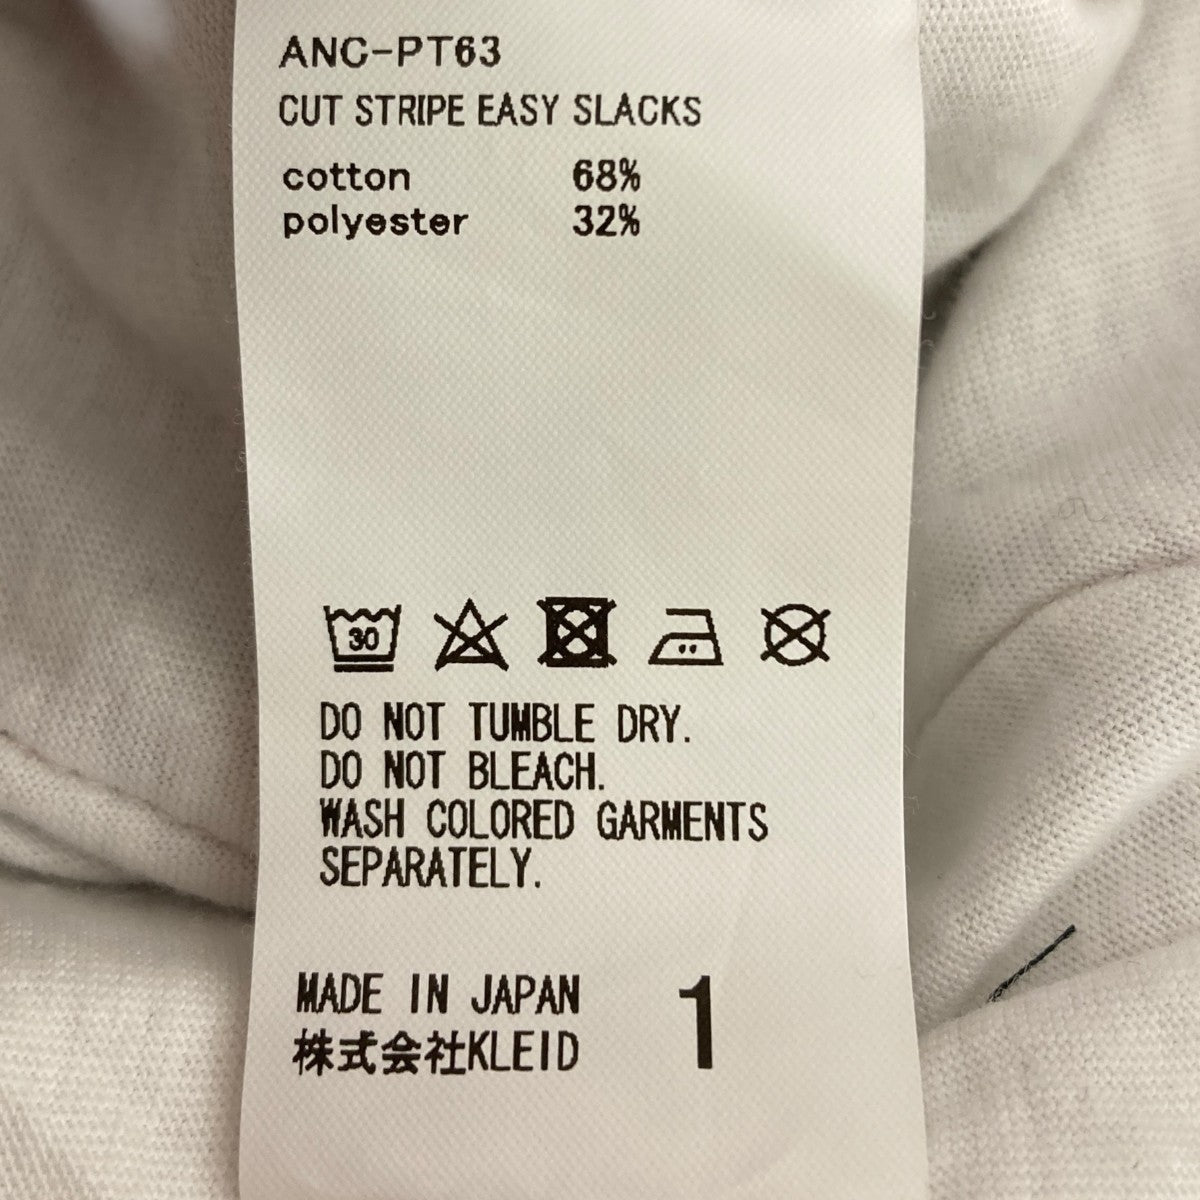 ANC-PT63
CUT STRIPE EASY SLACKS
cotton 68%
polyester 32%
30
DO NOT TUMBLE DRY.
DO NOT BLEACH.
WASH COLORED GARMENTS
SEPARATELY.
MADE IN JAPAN 1
株式会社KLEID